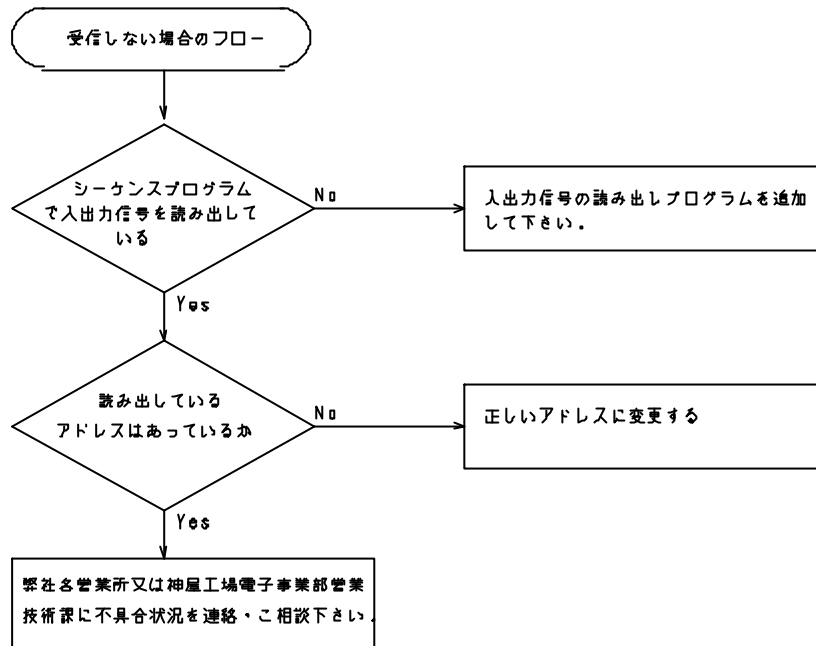 受信しない場合のフロー
シーケンスプログラム
で入出力信号を読み出して
いる
No
入出力信号の読み出しプログラムを追加
して下さい.
Yes
読み出している
アドレスはあっているか
No
正しいアドレスに変更する
Yes
弊社各営業所又は神屋工場電子事業部営業
技術課に不具合状況を連絡・ご相談下さい.